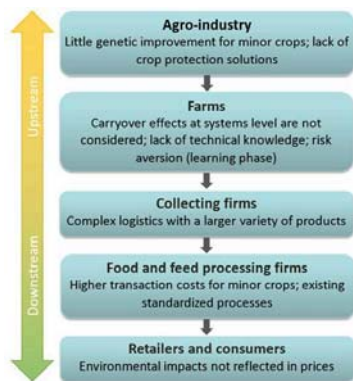 Agro-industry
Little genetic improvement for minor crops; lack of
crop protection solutions
Farms
Carryover effects at systems level are not
considered; lack of technical knowledge; risk
aversion (learning phase)
Collecting firms
Complex logistics with a larger variety of products
Food and feed processing firms
Higher transaction costs for minor crops; existing
standardized processes
Retailers and consumers
Environmental impacts not reflected in prices
Upstream
Downstream